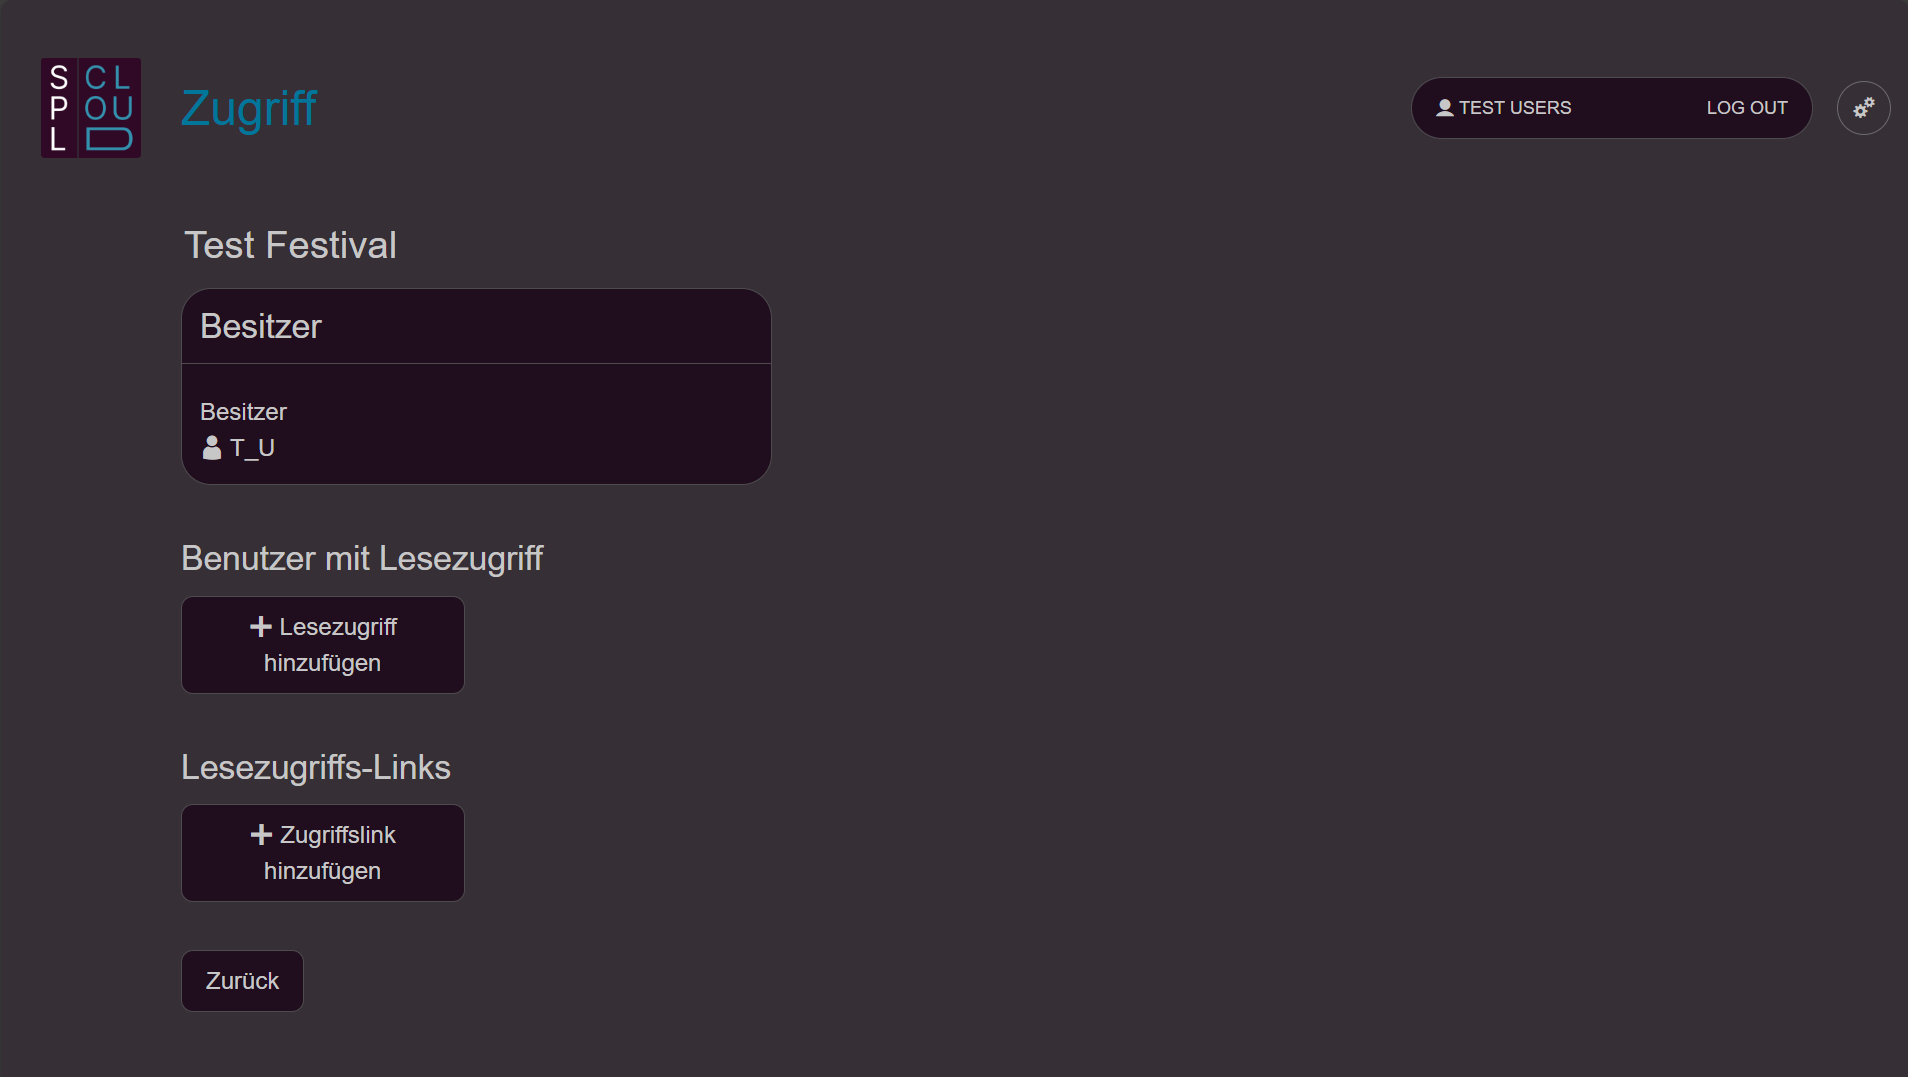 S CL
P OU
L D
Zugriff
TEST USERS LOG OUT
Test Festival
Besitzer
Besitzer
T_U
Benutzer mit Lesezugriff
Lesezugriff
hinzufügen
Lesezugriffs-Links
Zugriffslink
hinzufügen
Zurück